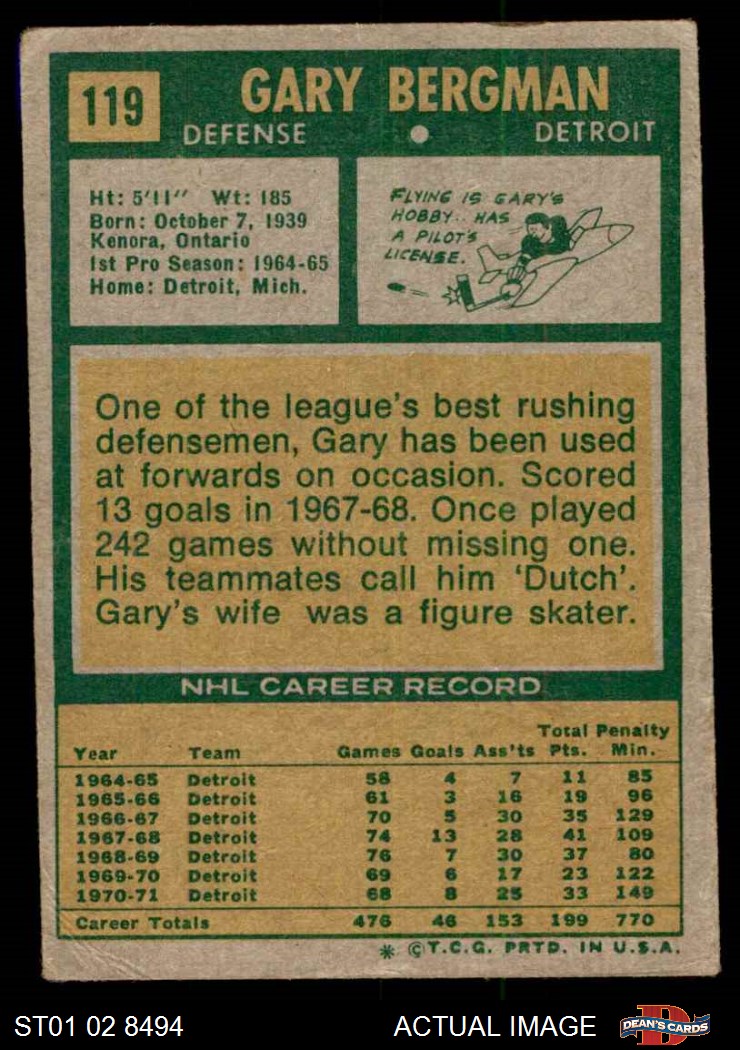 119
GARY BERGMAN
DEFENSE • DETROIT
Ht: 5'11" Wt: 185
Born: October 7, 1939
Kenora, Ontario
1st Pro Season: 1964-65
Home: Detroit, Mich.
FLYING IS GARY'S
HOBBY.. HAS
A PILOT'S
LICENSE.
One of the league's best rushing
defensemen, Gary has been used
at forwards on occasion. Scored
13 goals in 1967-68. Once played
242 games without missing one.
His teammates call him 'Dutch'.
Gary's wife was a figure skater.
NHL CAREER RECORD
Year Team Games Goals Ass'ts Total Pts. Penalty Min.
1964-65 Detroit 58 4 7 11 85
1965-66 Detroit 61 3 16 19 96
1966-67 Detroit 70 5 30 35 129
1967-68 Detroit 74 13 28 41 109
1968-69 Detroit 76 7 30 37 80
1969-70 Detroit 69 6 17 23 122
1970-71 Detroit 68 8 25 33 149
Career Totals 476 46 153 199 770
* ©T.C.G. PRTD. IN U.S.A.
ST01 02 8494
ACTUAL IMAGE
D
DEAN'S CARDS